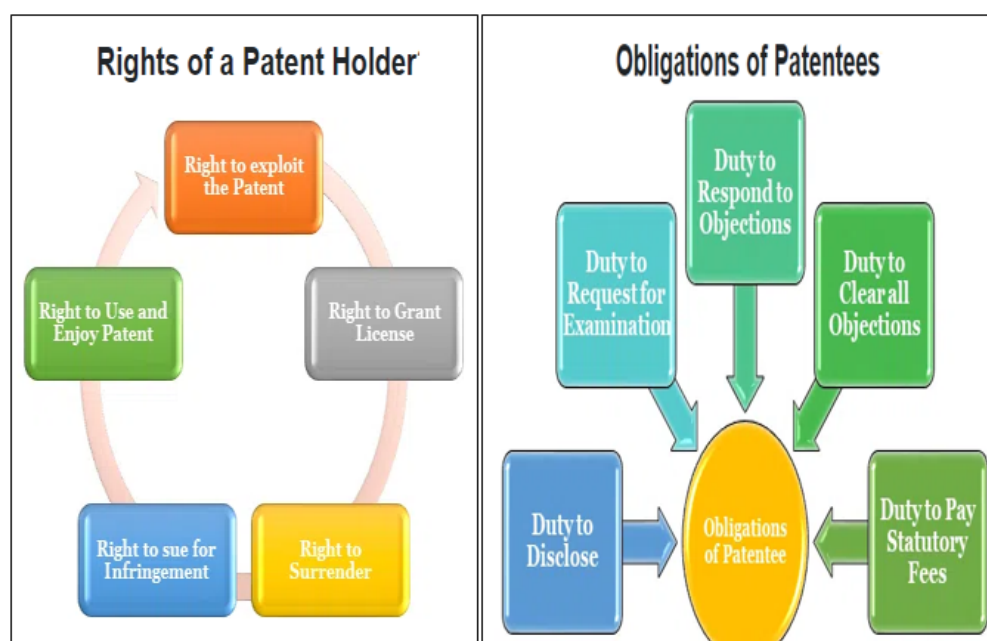 Rights of a Patent Holder
Right to exploit
the Patent
Right to Grant
License
Right to
Surrender
Right to sue for
Infringement
Right to Use and
Enjoy Patent
Obligations of Patentees
Duty to
Disclose
Duty to
Request for
Examination
Duty to
Respond to
Objections
Duty to
Clear all
Objections
Duty to Pay
Statutory
Fees
Obligations
of Patentee